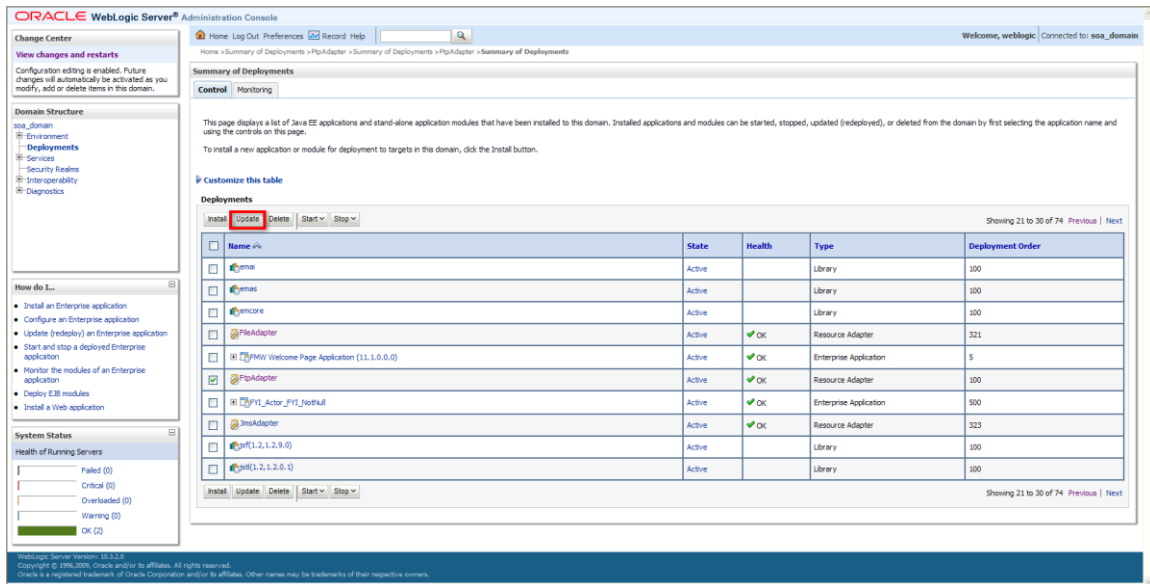 ORACLE WebLogic Server® Administration Console
Change Center
View changes and restarts
Configuration editing is enabled. Future
changes will automatically be activated as you
modify, add or delete items in this domain.
Domain Structure
soa_domain
Environment
Deployments
Services
Security Realms
Interoperability
Diagnostics
How do I...
Install an Enterprise application
Configure an Enterprise application
Update (redeploy) an Enterprise application
Start and stop a deployed Enterprise
application
Monitor the modules of an Enterprise
application
Deploy EJB modules
Install a Web application
System Status
Health of Running Servers
Failed (0)
Critical (0)
Overloaded (0)
Warning (0)
OK (2)
Home Log Out Preferences Record Help
Welcome, weblogic Connected to: soa_domain
Home >Summary of Deployments >FtpAdapter >Summary of Deployments >FtpAdapter >Summary of Deployments
Summary of Deployments
Control Monitoring
This page displays a list of Java EE applications and stand-alone application modules that have been installed to this domain. Installed applications and modules can be started, stopped, updated (redeployed), or deleted from the domain by first selecting the application name and
using the controls on this page.
To install a new application or module for deployment to targets in this domain, click the Install button.
Customize this table
Deployments
Install Update Delete Start Stop
Showing 21 to 30 of 74 Previous | Next
Name State Health Type Deployment Order
emai Active Library 100
emas Active Library 100
emcore Active Library 100
FileAdapter Active OK Resource Adapter 321
FMW Welcome Page Application (11.1.0.0.0) Active OK Enterprise Application 5
FtpAdapter Active OK Resource Adapter 100
FYI_Actor_FYI_NotNull Active OK Enterprise Application 500
JmsAdapter Active OK Resource Adapter 323
jsf(1.2,1.2.9.0) Active Library 100
jstl(1.2,1.2.0.1) Active Library 100
Install Update Delete Start Stop
Showing 21 to 30 of 74 Previous | Next
WebLogic Server Version: 10.3.2.0
Copyright © 1996,2009, Oracle and/or its affiliates. All rights reserved.
Oracle is a registered trademark of Oracle Corporation and/or its affiliates. Other names may be trademarks of their respective owners.